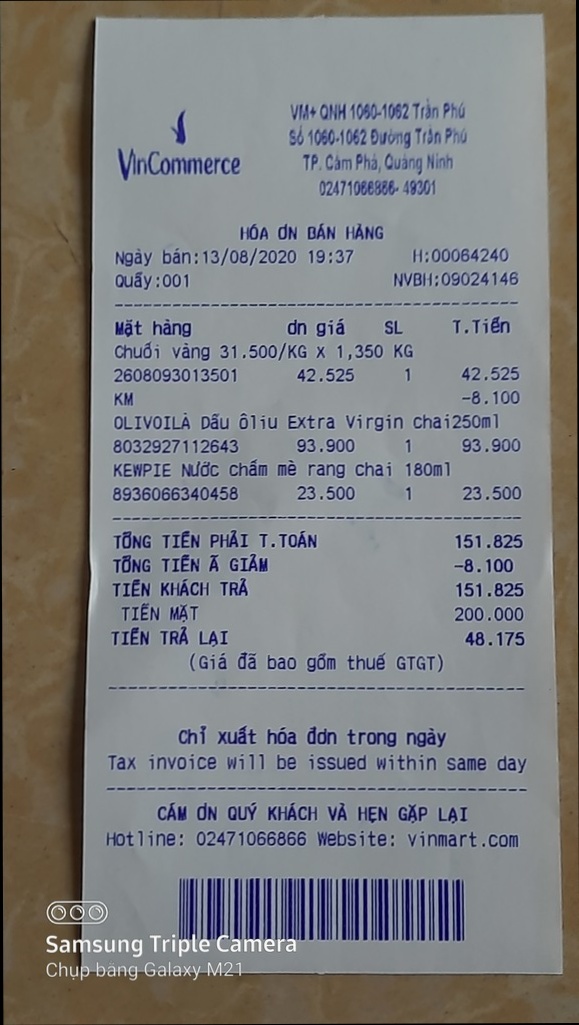 VinCommerce
VM+ QNH 1060-1062 Trần Phú
Số 1060-1062 Đường Trần Phú
TP. Cẩm Phả, Quảng Ninh
02471066866- 49301
HÓA ƠN BÁN HÀNG
Ngày bán:13/08/2020 19:37 H:00064240
Quầy:001 NVBH:09024146
Mặt hàng ơn giá SL T.Tiền
Chuối vàng 31.500/KG X 1,350 KG
2608093013501 42.525 1 42.525
KM -8.100
OLIVOILÀ Dầu ôliu Extra Virgin chai250ml
8032927112643 93.900 1 93.900
KEWPIE Nước chấm mè rang chai 180ml
8936066340458 23.500 1 23.500
TỔNG TIỀN PHẢI T.TOÁN 151.825
TỔNG TIỀN Ã GIẢM -8.100
TIỀN KHÁCH TRẢ 151.825
TIỀN MẶT 200.000
TIỀN TRẢ LẠI 48.175
(Giá đã bao gồm thuế GTGT)
Chỉ xuất hóa đơn trong ngày
Tax invoice will be issued within same day
CẢM ƠN QUÝ KHÁCH VÀ HẸN GẶP LẠI
Hotline: 02471066866 Website: vinmart.com
Samsung Triple Camera
Chụp bằng Galaxy M21